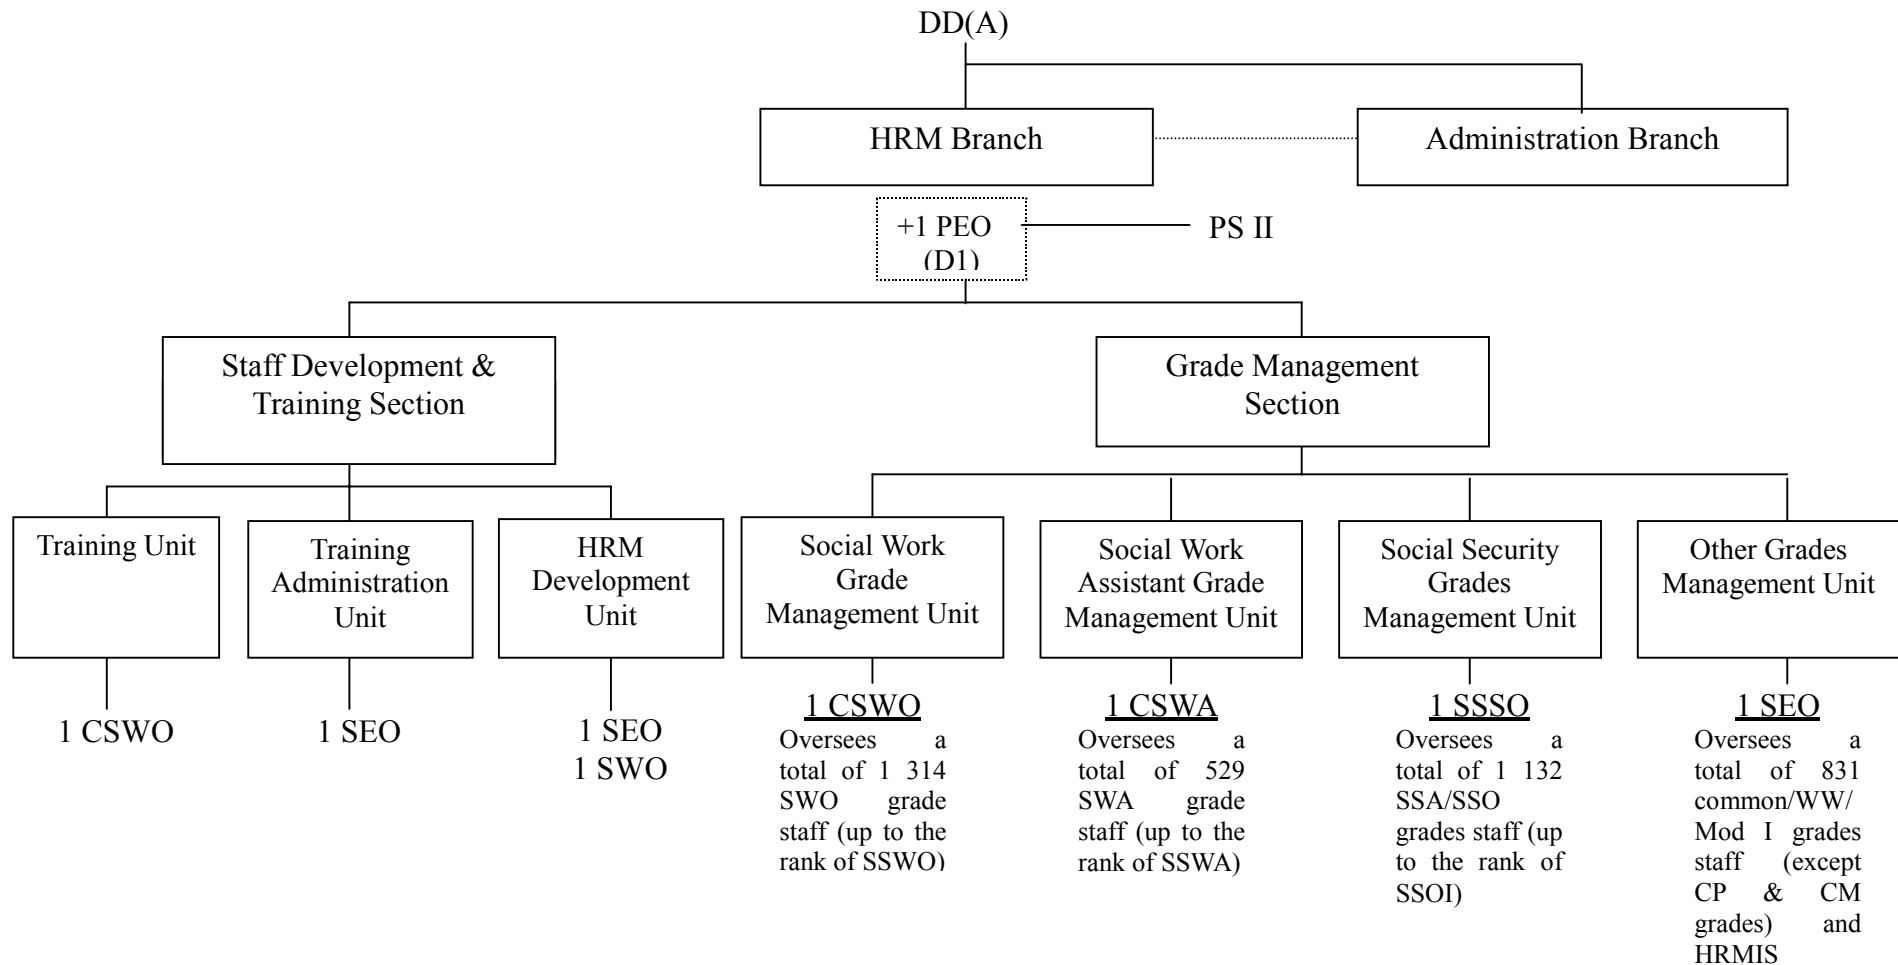 DD(A)
HRM Branch
Administration Branch
+1 PEO
(D1)
PS II
Staff Development &
Training Section
Grade Management
Section
Training Unit
Training
Administration
Unit
HRM
Development
Unit
Social Work
Grade
Management Unit
Social Work
Assistant Grade
Management Unit
Social Security
Grades
Management Unit
Other Grades
Management Unit
1 CSWO
1 SEO
1 SEO
1 SWO
1 CSWO
Oversees a
total of 1 314
SWO grade
staff (up to the
rank of SSWO)
1 CSWA
Oversees a
total of 529
SWA grade
staff (up to the
rank of SSWA)
1 SSSO
Oversees a
total of 1 132
SSA/SSO
grades staff (up
to the rank of
SSOI)
1 SEO
Oversees a
total of 831
common/WW/
Mod I grades
staff (except
CP & CM
grades) and
HRMIS